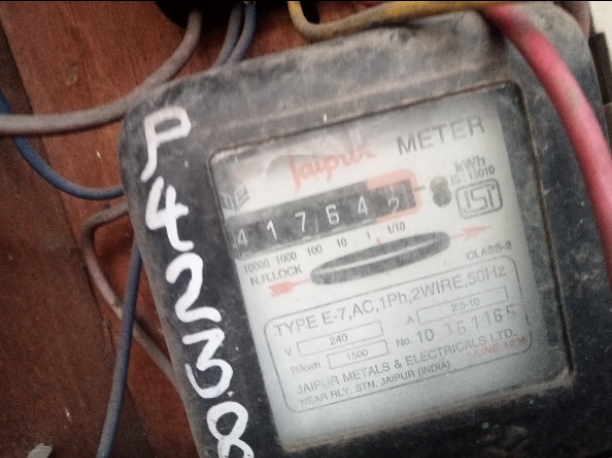 P4238
Jaipur METER
kWh
IS: 13010
ISI
4 1 7 6 4 2
10000 1000 100 10 1 1/10
N.R.LOCK
CLASS-2
TYPE E-7,AC,1Ph,2WIRE,50Hz
V 240 A 2.5-10
R/kwh 1500 No. 10 361165
JAIPUR METALS & ELECTRICALS LTD.
NEAR RLY. STN. JAIPUR (INDIA) JUNE